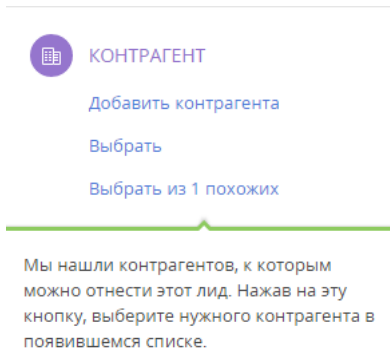 КОНТРАГЕНТ
Добавить контрагента
Выбрать
Выбрать из 1 похожих
Мы нашли контрагентов, к которым
можно отнести этот лид. Нажав на эту
кнопку, выберите нужного контрагента в
появившемся списке.